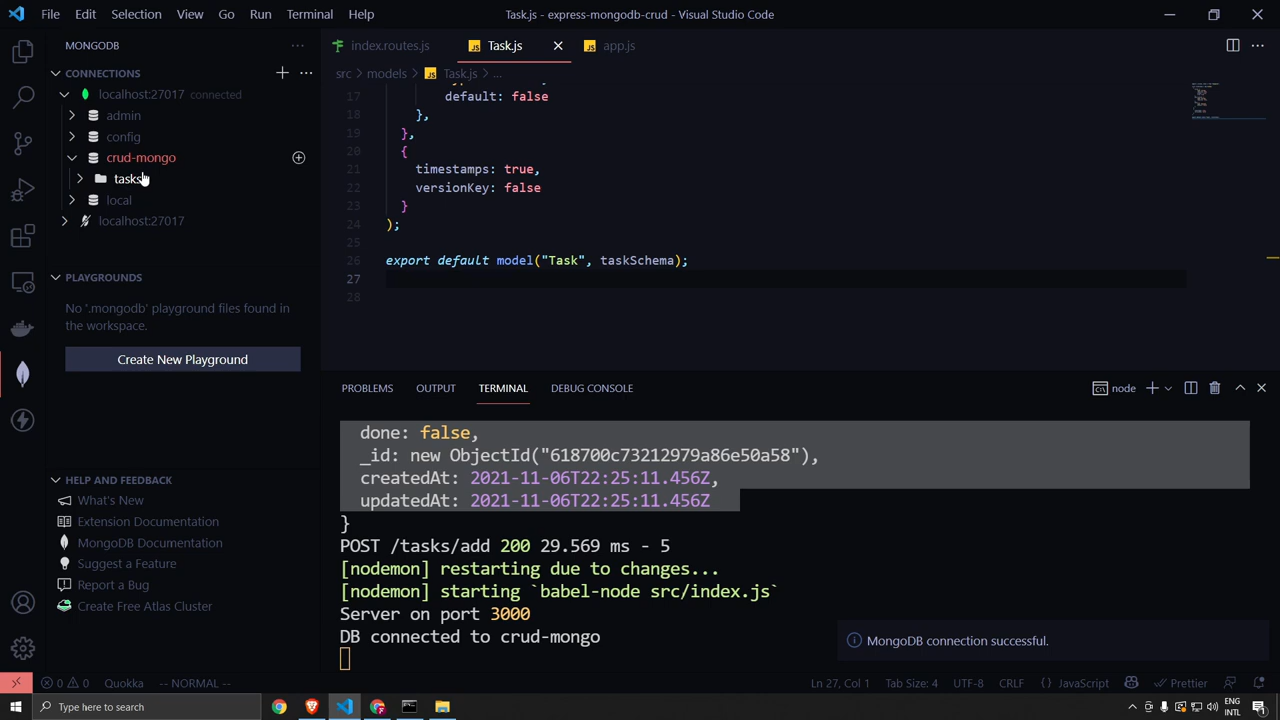 File Edit Selection View Go Run Terminal Help
Task.js - express-mongodb-crud - Visual Studio Code
MONGODB
CONNECTIONS
localhost:27017 connected
admin
config
crud-mongo
tasks
local
localhost:27017
PLAYGROUNDS
No '.mongodb' playground files found in
the workspace.
Create New Playground
HELP AND FEEDBACK
What's New
Extension Documentation
MongoDB Documentation
Suggest a Feature
Report a Bug
Create Free Atlas Cluster
index.routes.js
JS Task.js
JS app.js
src > models > JS Task.js > ...
17 default: false
18 },
19 },
20 {
21 timestamps: true,
22 versionKey: false
23 }
24 );
25
26 export default model("Task", taskSchema);
27
28
PROBLEMS OUTPUT TERMINAL DEBUG CONSOLE
node
done: false,
_id: new ObjectId("618700c73212979a86e50a58"),
createdAt: 2021-11-06T22:25:11.456Z,
updatedAt: 2021-11-06T22:25:11.456Z
}
POST /tasks/add 200 29.569 ms - 5
[nodemon] restarting due to changes...
[nodemon] starting `babel-node src/index.js`
Server on port 3000
DB connected to crud-mongo
MongoDB connection successful.
0 0 Quokka -- NORMAL --
Ln 27, Col 1 Tab Size: 4 UTF-8 CRLF {} JavaScript Prettier
Type here to search
ENG
INTL